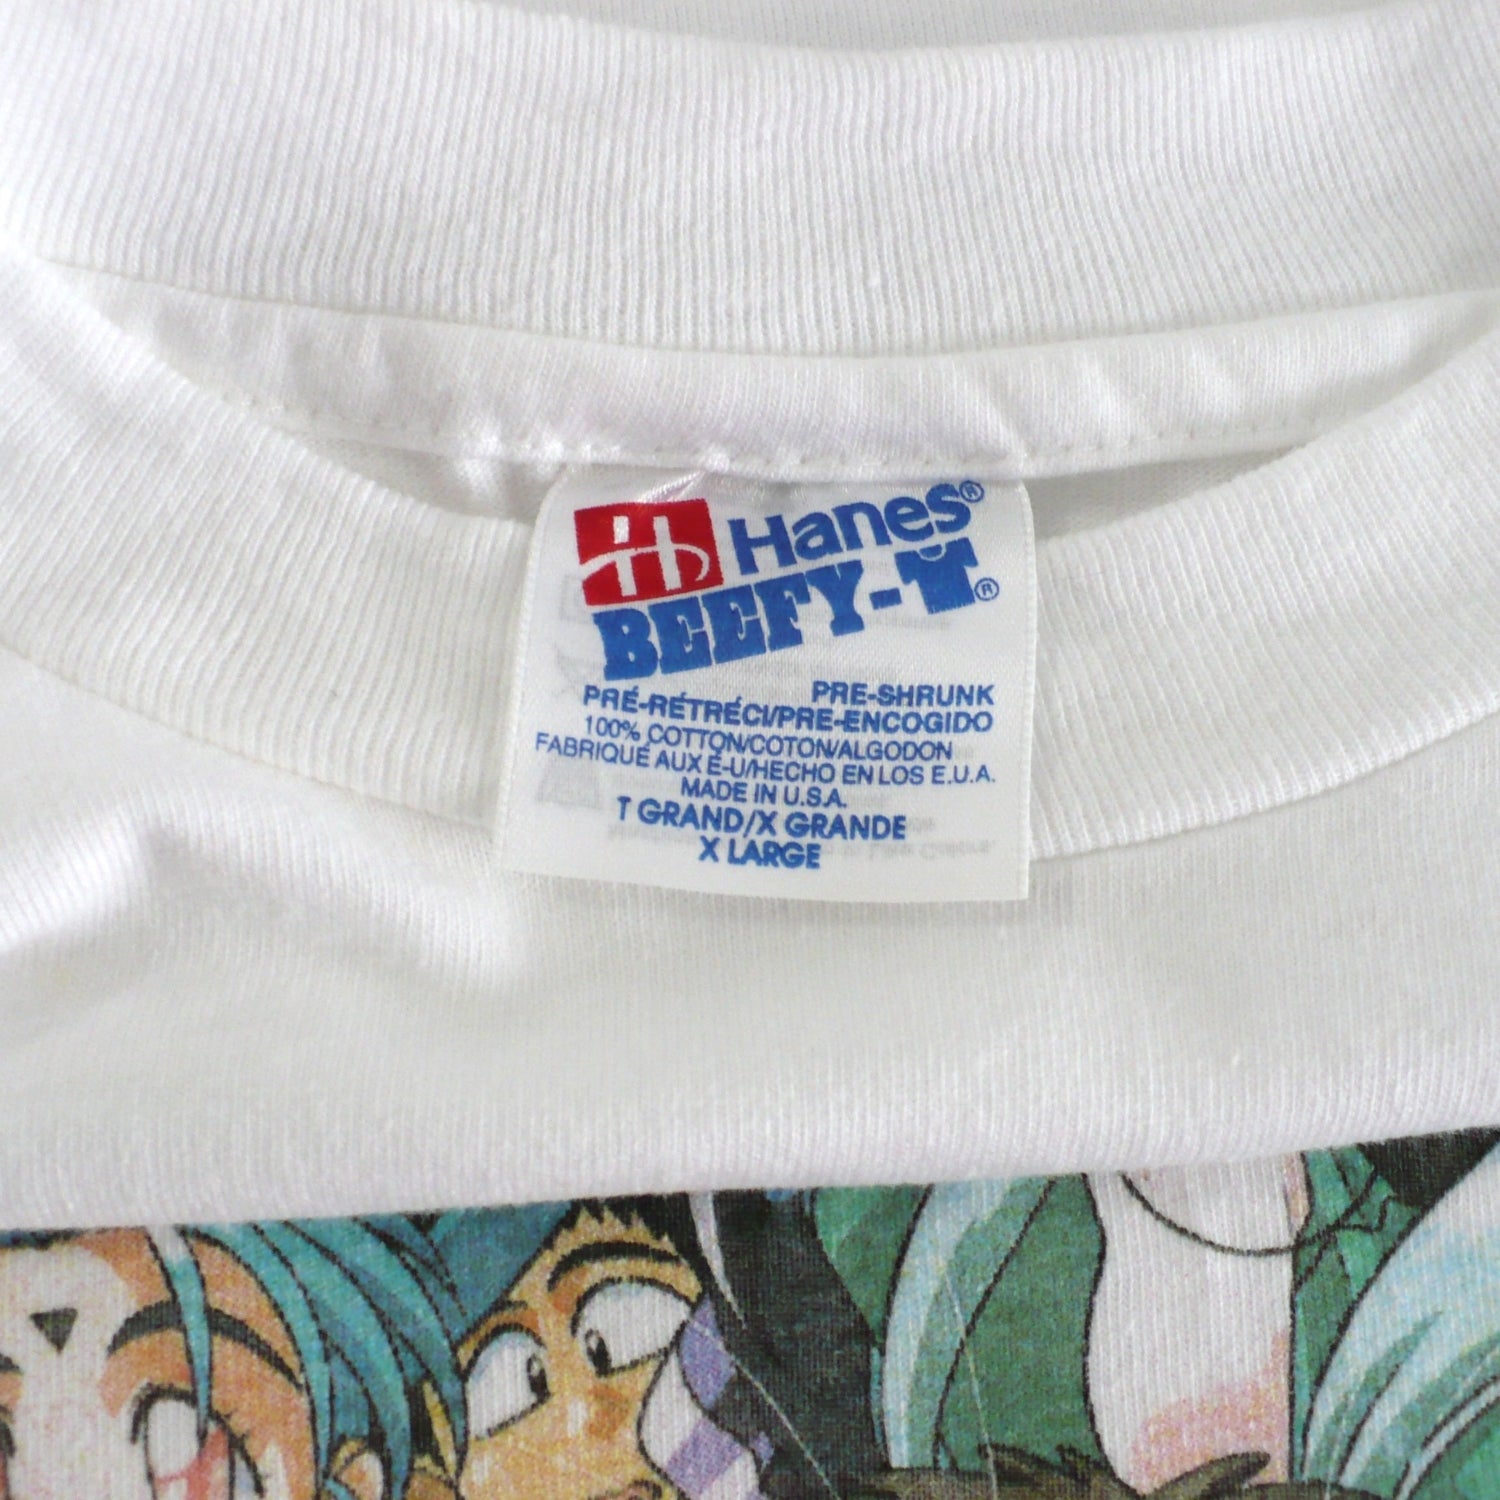 Hanes®
BEEFY-T®
PRE-SHRUNK
PRÉ-RÉTRÉCI/PRE-ENCOGIDO
100% COTTON/COTON/ALGODON
FABRIQUÉ AUX É-U/HECHO EN LOS E.U.A.
MADE IN U.S.A.
T GRAND/X GRANDE
X LARGE